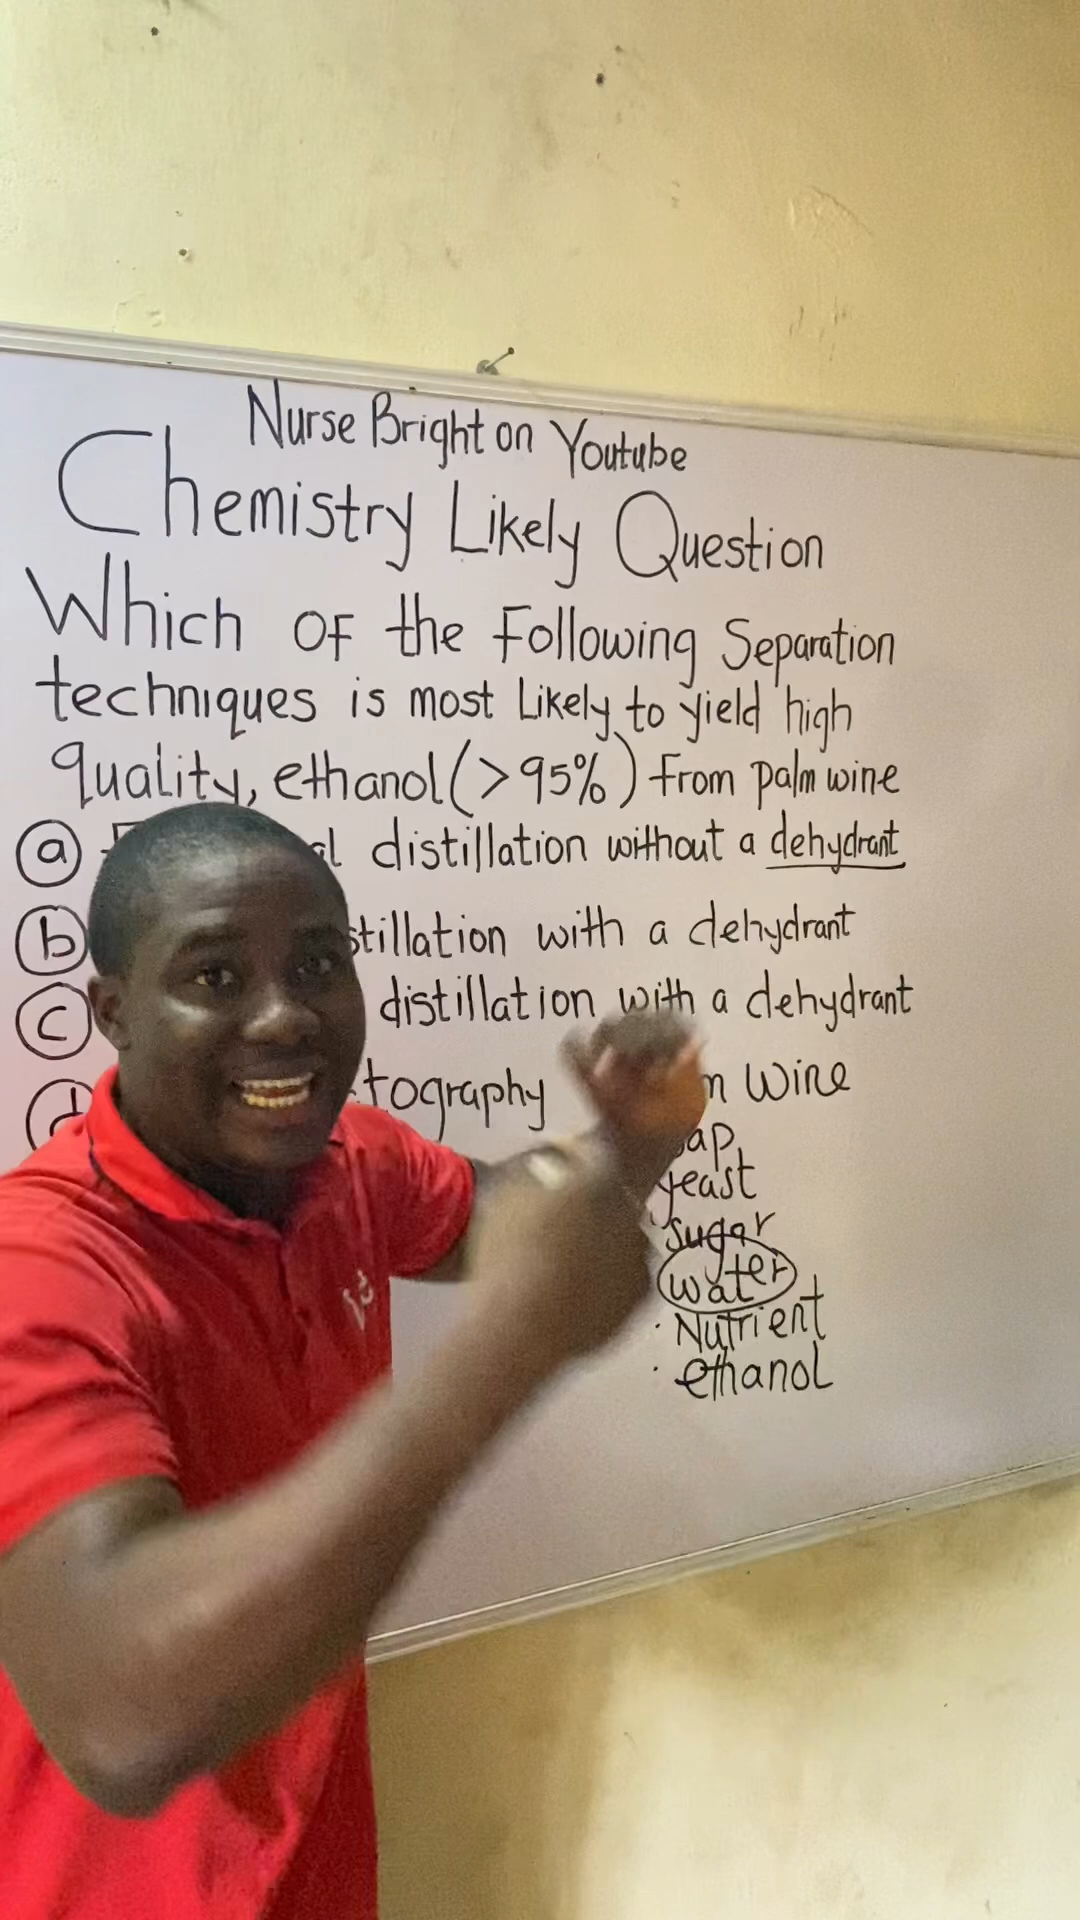 Nurse Bright on Youtube
Chemistry Likely Question
Which OF the Following Separation
techniques is most Likely to yield high
quality, ethanol (>95%) From palm wine
a distillation without a dehydrant
b with a dehydrant
c distillation with a dehydrant
d wine
yeast
sugar
water
· Nutrient
· ethanol